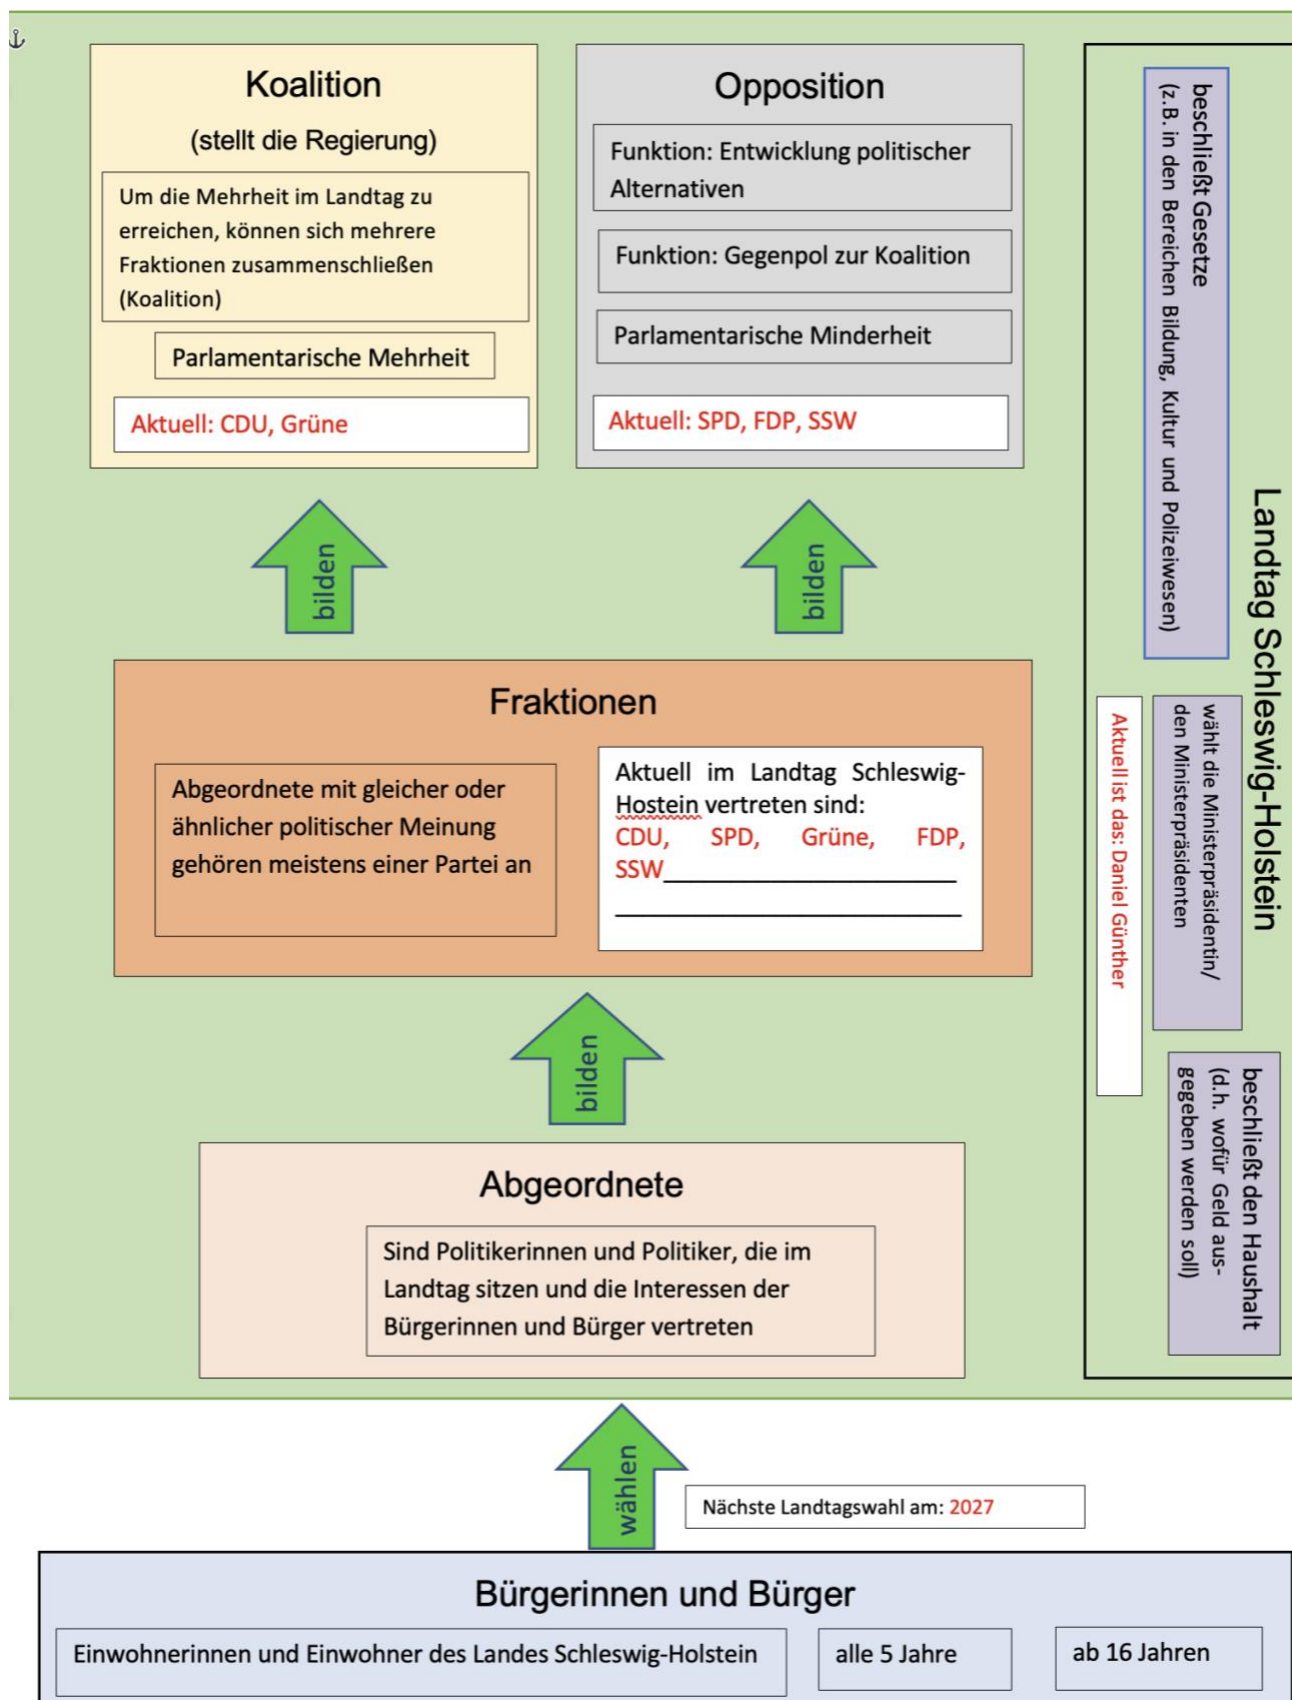 Koalition
(stellt die Regierung)
Um die Mehrheit im Landtag zu
erreichen, können sich mehrere
Fraktionen zusammenschließen
(Koalition)
Parlamentarische Mehrheit
Aktuell: CDU, Grüne
Opposition
Funktion: Entwicklung politischer
Alternativen
Funktion: Gegenpol zur Koalition
Parlamentarische Minderheit
Aktuell: SPD, FDP, SSW
bilden
bilden
Fraktionen
Abgeordnete mit gleicher oder
ähnlicher politischer Meinung
gehören meistens einer Partei an
Aktuell im Landtag Schleswig-
Hostein vertreten sind:
CDU, SPD, Grüne, FDP,
SSW
bilden
Abgeordnete
Sind Politikerinnen und Politiker, die im
Landtag sitzen und die Interessen der
Bürgerinnen und Bürger vertreten
Landtag Schleswig-Holstein
beschließt Gesetze
(z.B. in den Bereichen Bildung, Kultur und Polizeiwesen)
wählt die Ministerpräsidentin/
den Ministerpräsidenten
Aktuell ist das: Daniel Günther
beschließt den Haushalt
(d.h. wofür Geld aus-
gegeben werden soll)
wählen
Nächste Landtagswahl am: 2027
Bürgerinnen und Bürger
Einwohnerinnen und Einwohner des Landes Schleswig-Holstein
alle 5 Jahre
ab 16 Jahren